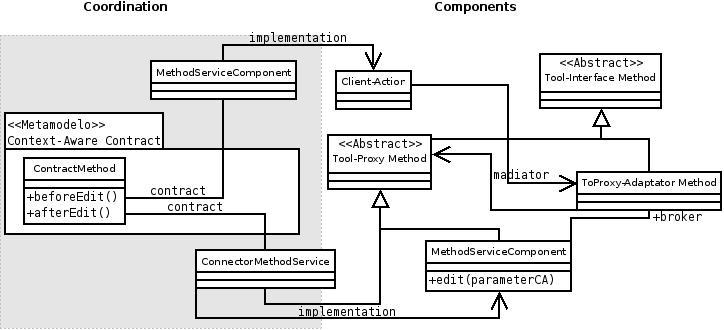 Coordination
Components
implementation
MethodServiceComponent
Client-Action
<<Abstract>>
Tool-Interface Method
<<Metamodelo>>
Context-Aware Contract
ContractMethod
+beforeEdit()
+afterEdit()
contract
contract
<<Abstract>>
Tool-Proxy Method
madiator
ToProxy-Adaptator Method
+broker
ConnectorMethodService
MethodServiceComponent
+edit(parameterCA)
implementation